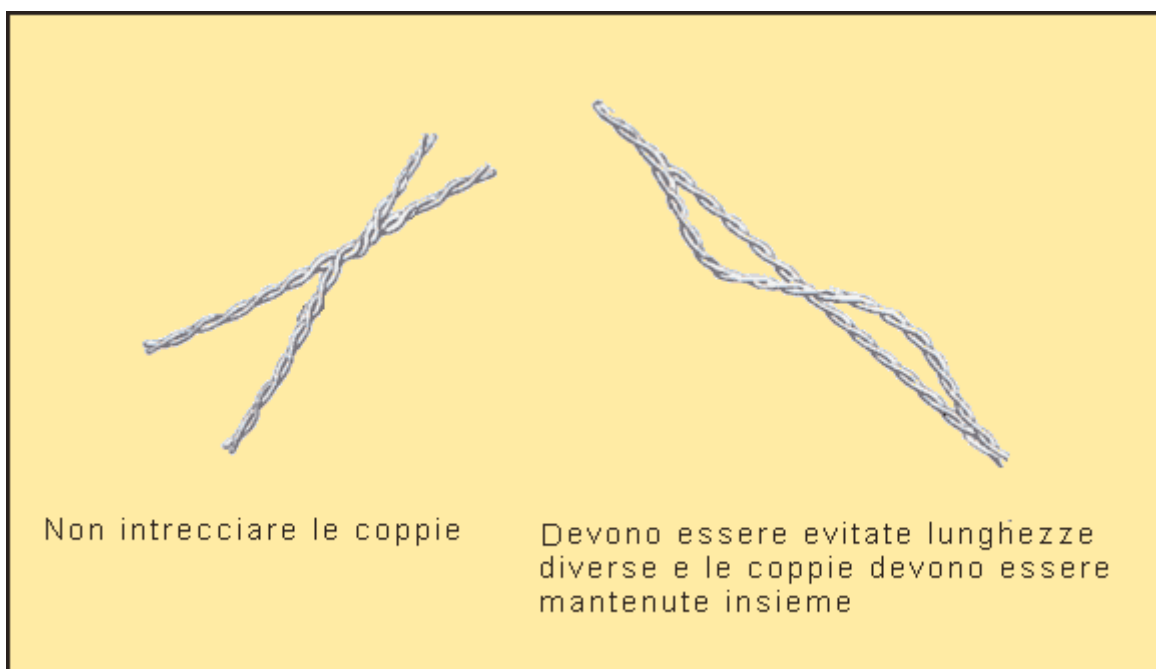 Non intrecciare le coppie
Devono essere evitate lunghezze
diverse e le coppie devono essere
mantenute insieme